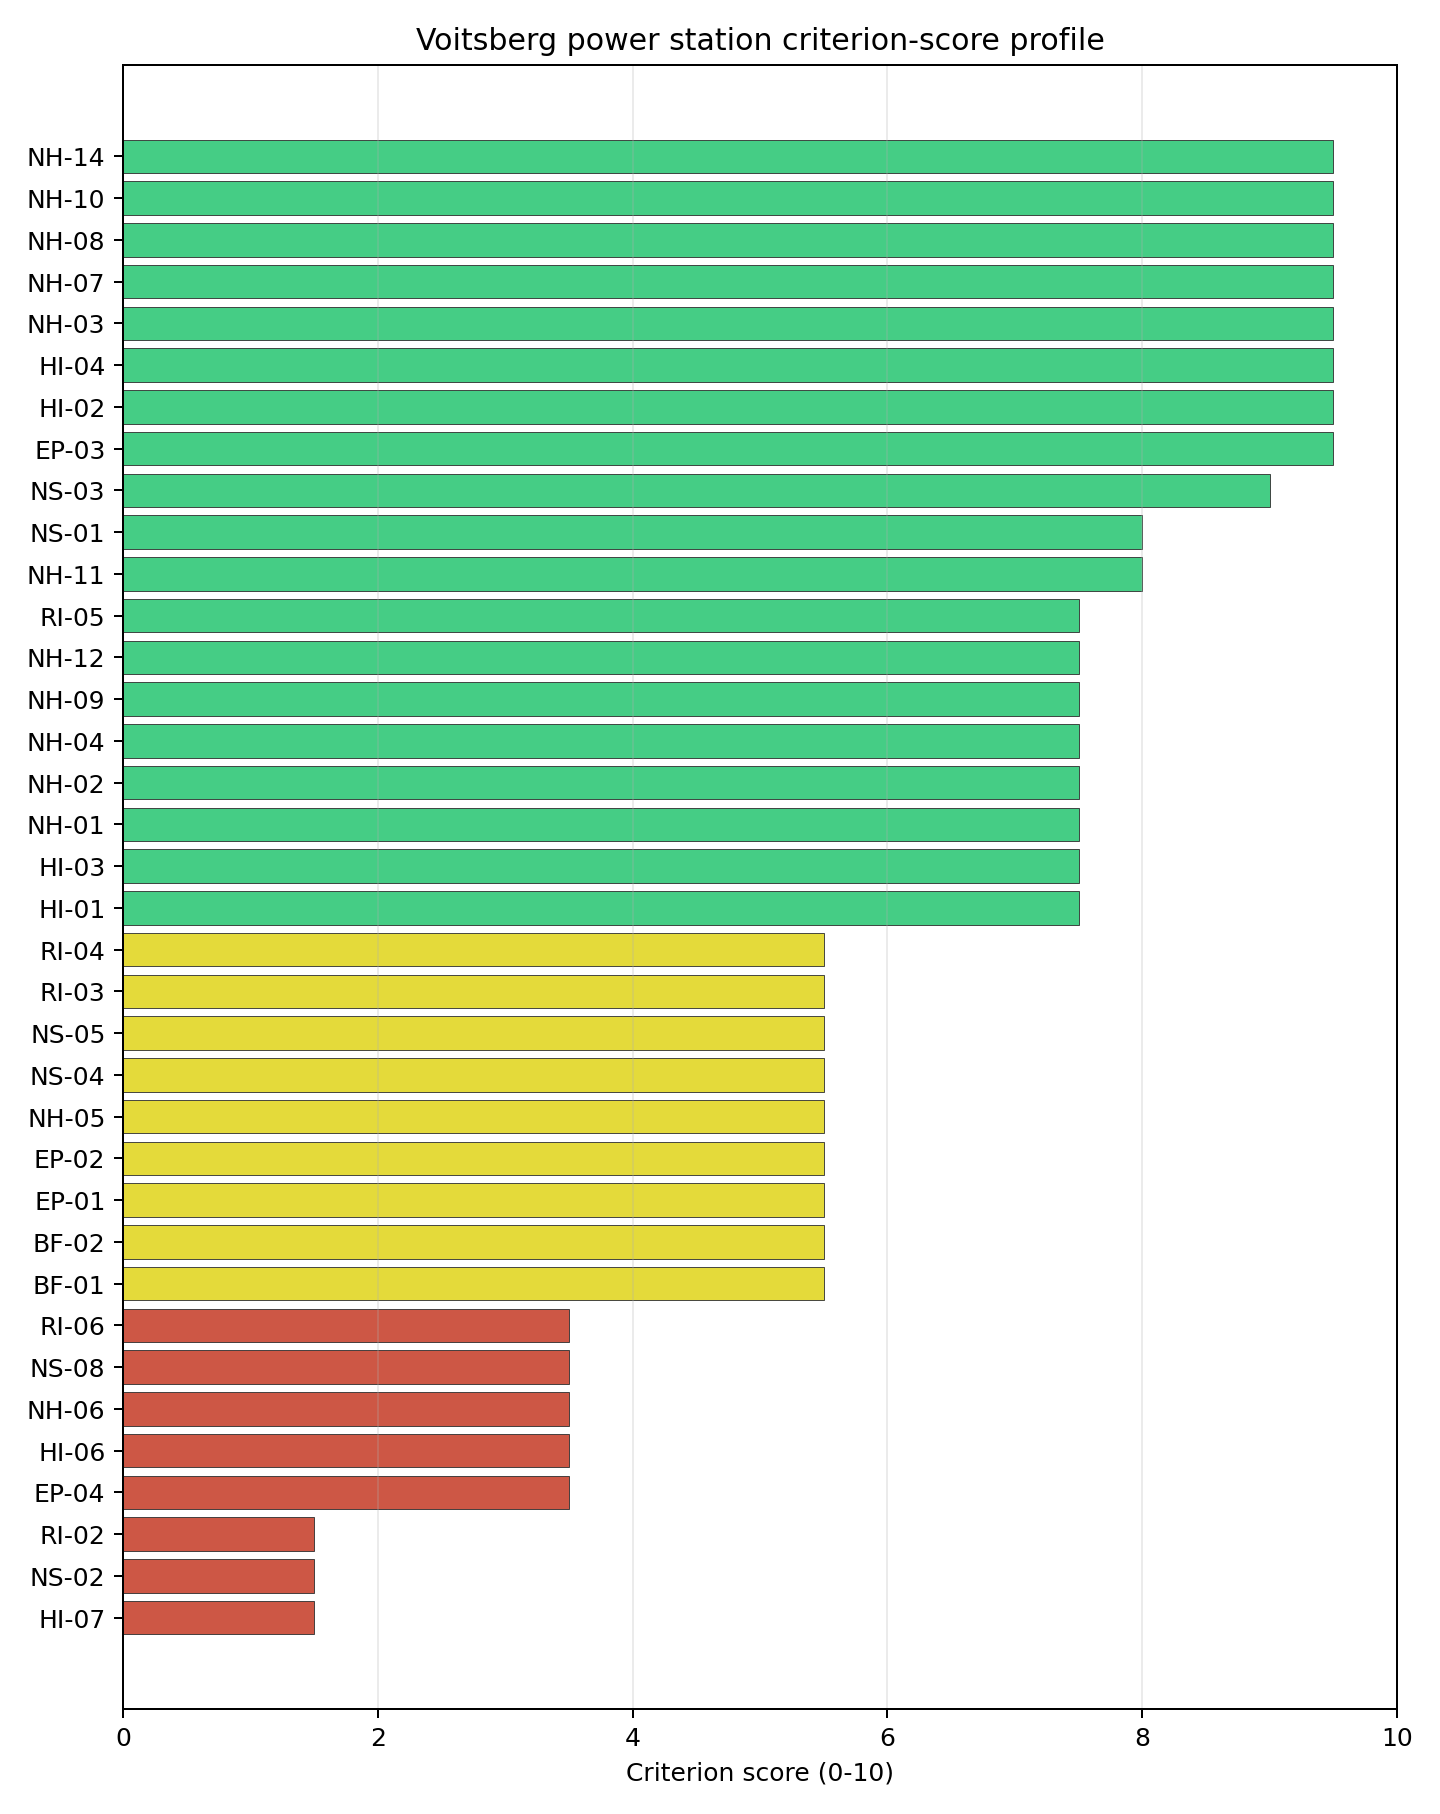 Voitsberg power station criterion-score profile
NH-14
NH-10
NH-08
NH-07
NH-03
HI-04
HI-02
EP-03
NS-03
NS-01
NH-11
RI-05
NH-12
NH-09
NH-04
NH-02
NH-01
HI-03
HI-01
RI-04
RI-03
NS-05
NS-04
NH-05
EP-02
EP-01
BF-02
BF-01
RI-06
NS-08
NH-06
HI-06
EP-04
RI-02
NS-02
HI-07
0 2 4 6 8 10
Criterion score (0-10)